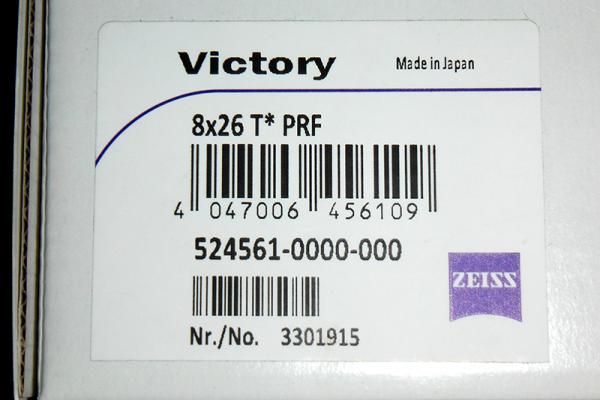 Victory
Made in Japan
8x26 T* PRF
4 047006 456109
524561-0000-000
ZEISS
Nr./No. 3301915